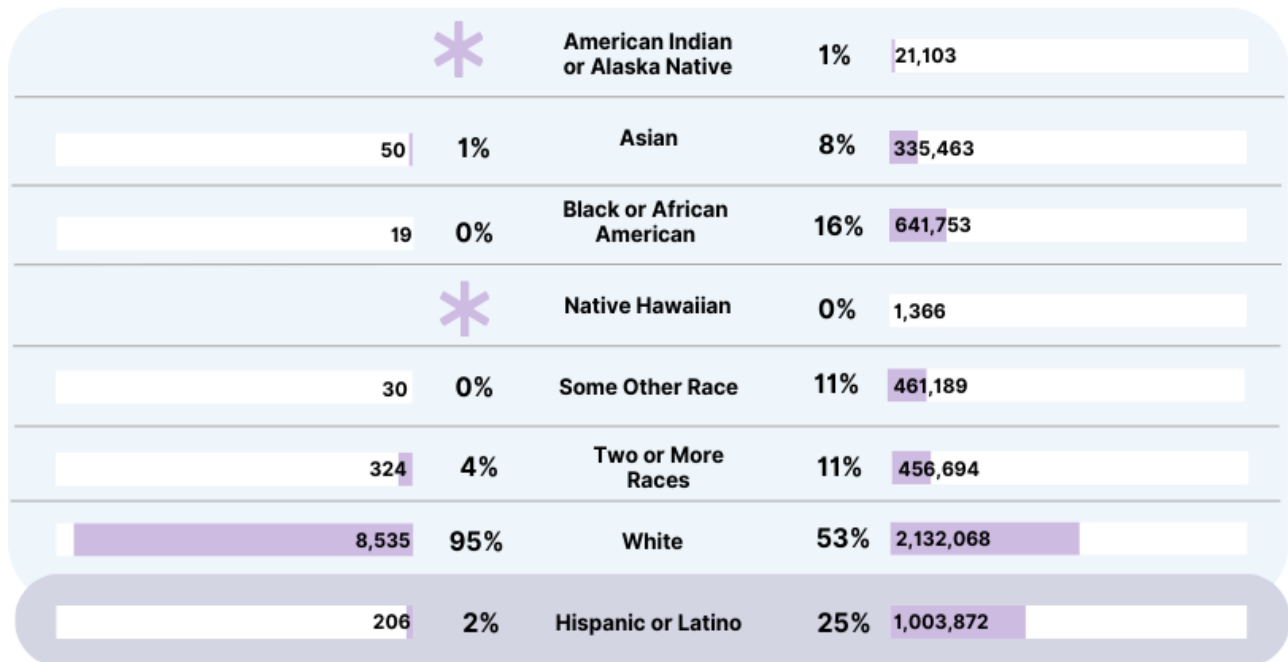 * American Indian 1% 21,103
or Alaska Native
50 1% Asian 8% 335,463
Black or African
19 0% American 16% 641,753
* Native Hawaiian 0% 1,366
30 0% Some Other Race 11% 461,189
324 4% Two or More 11% 456,694
Races
8,535 95% White 53% 2,132,068
206 2% Hispanic or Latino 25% 1,003,872